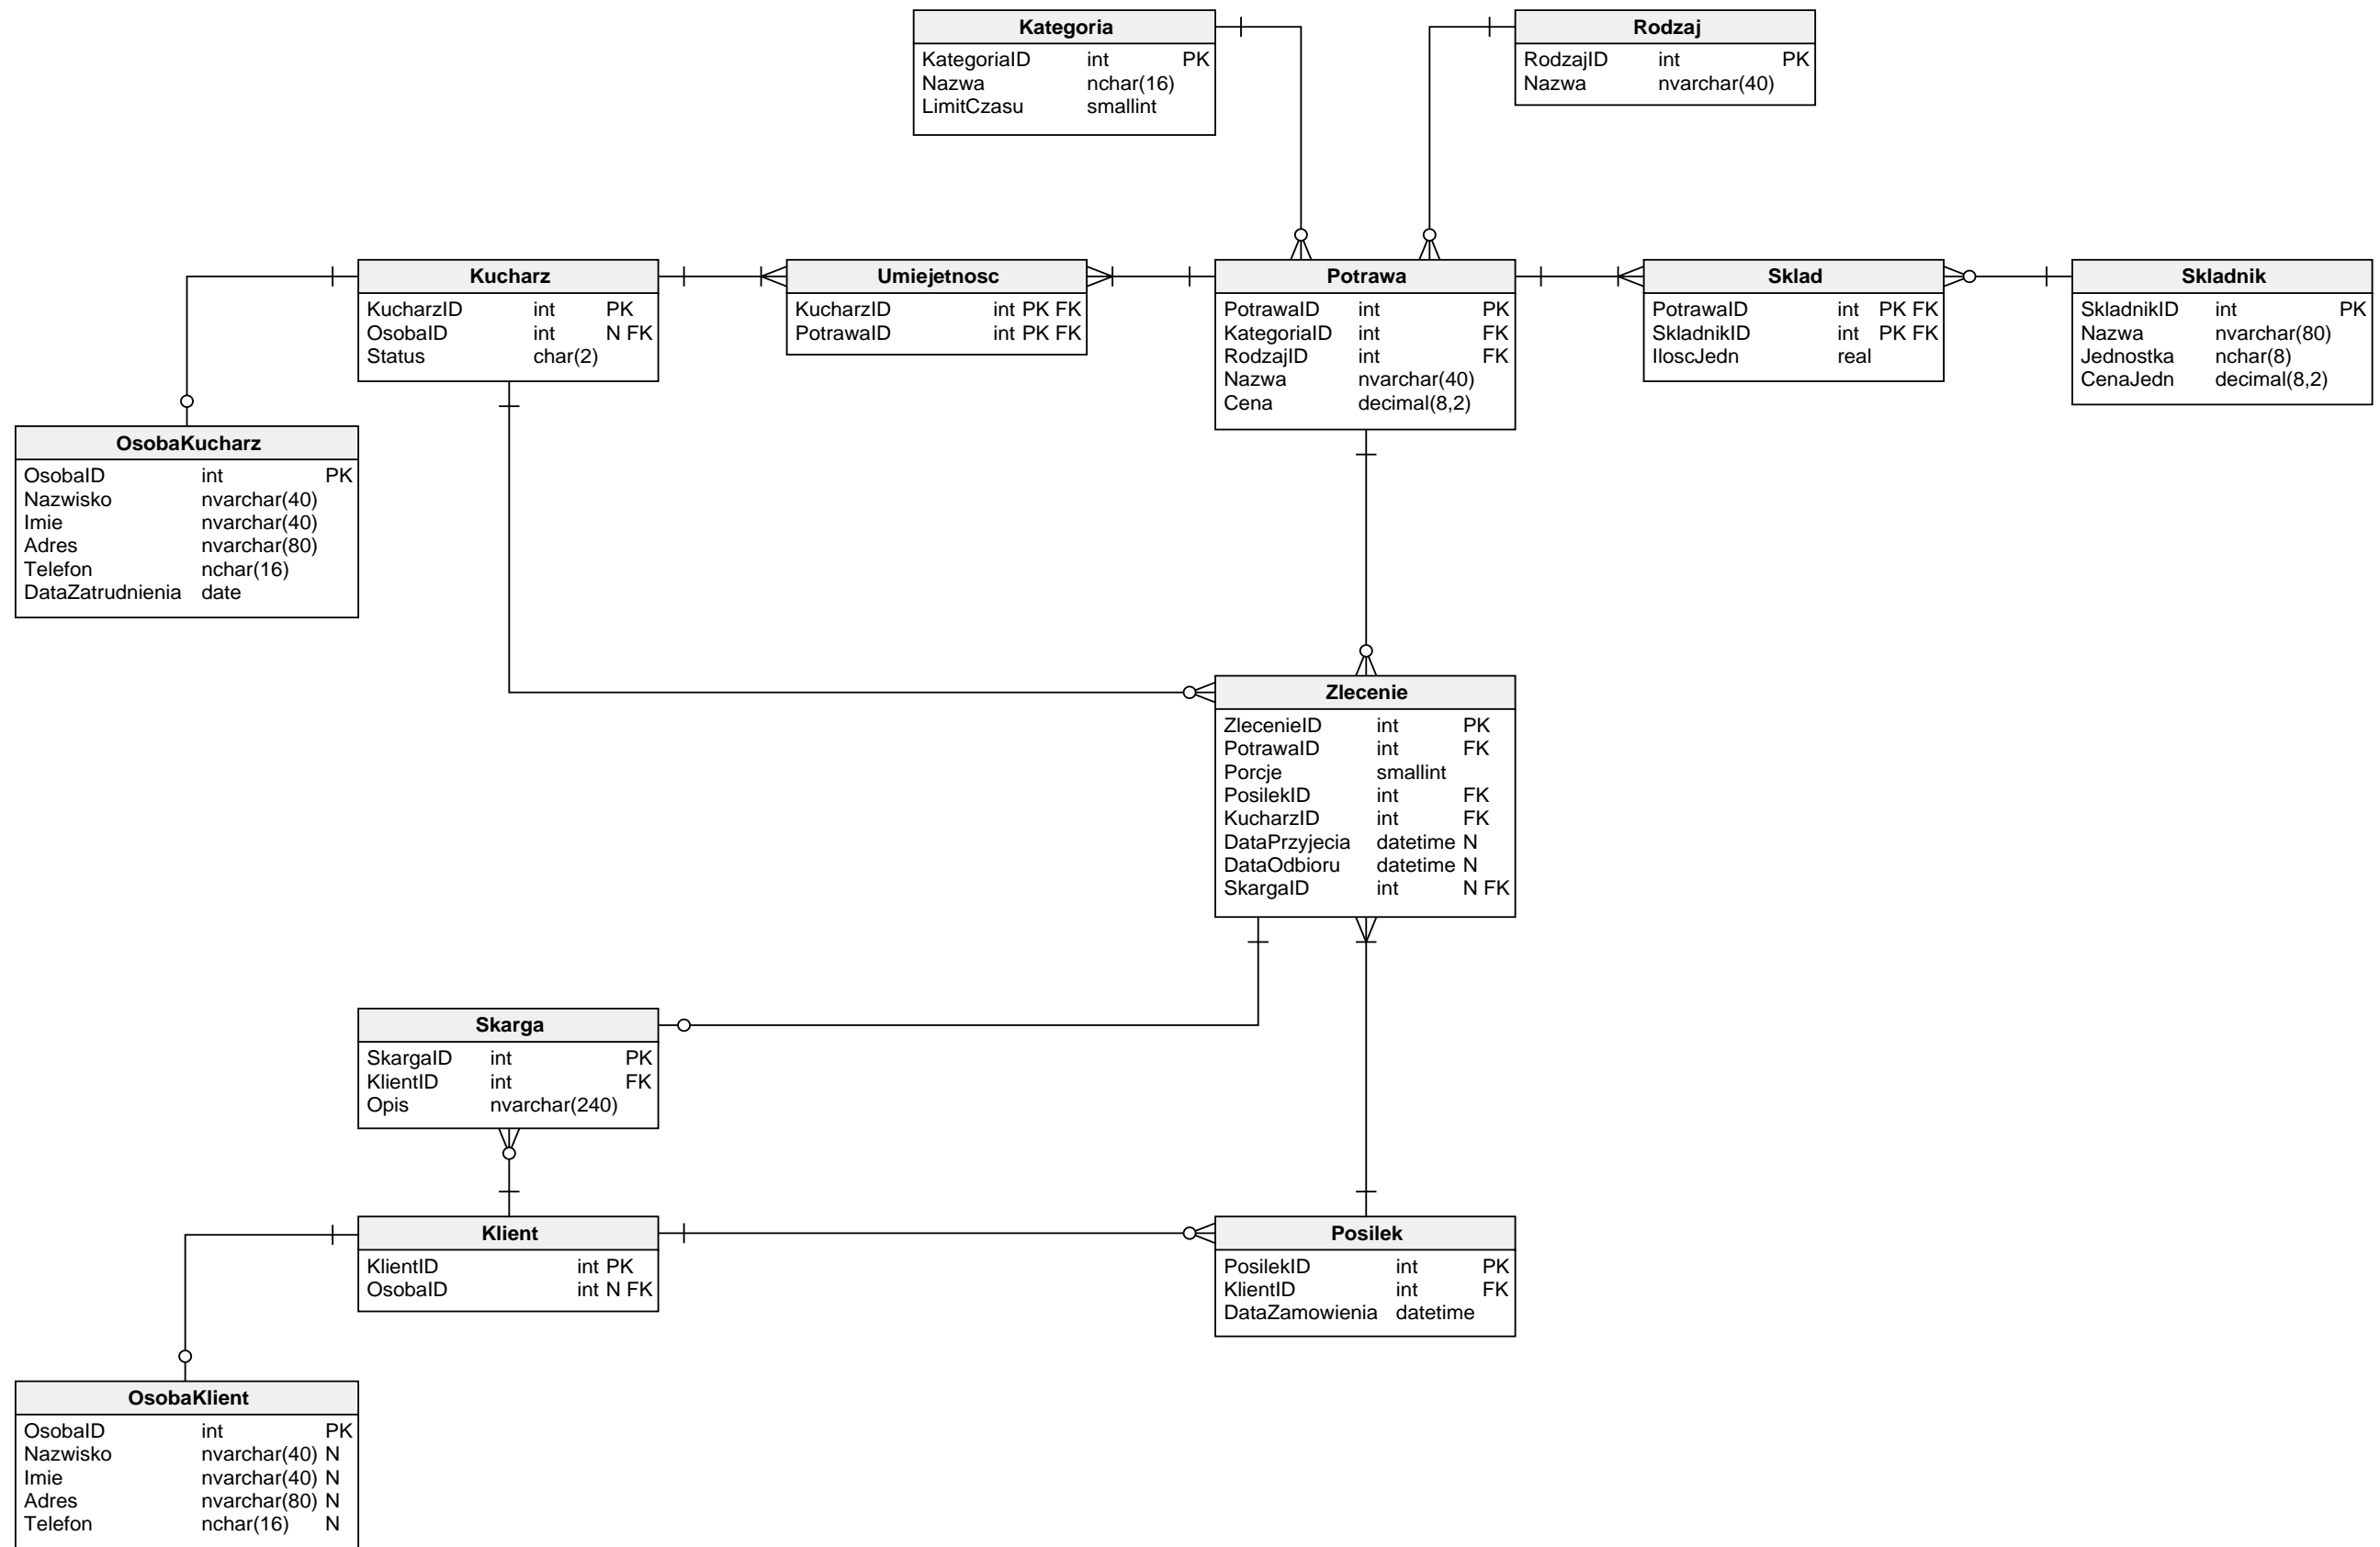 Kategoria
KategoriaID int PK
Nazwa nchar(16)
LimitCzasu smallint
Rodzaj
RodzajID int PK
Nazwa nvarchar(40)
Kucharz
KucharzID int PK
OsobaID int N FK
Status char(2)
Umiejetnosc
KucharzID int PK FK
PotrawaID int PK FK
Potrawa
PotrawaID int PK
KategoriaID int FK
RodzajID int FK
Nazwa nvarchar(40)
Cena decimal(8,2)
Sklad
PotrawaID int PK FK
SkladnikID int PK FK
IloscJedn real
Skladnik
SkladnikID int PK
Nazwa nvarchar(80)
Jednostka nchar(8)
CenaJedn decimal(8,2)
OsobaKucharz
OsobaID int PK
Nazwisko nvarchar(40)
Imie nvarchar(40)
Adres nvarchar(80)
Telefon nchar(16)
DataZatrudnienia date
Zlecenie
ZlecenieID int PK
PotrawaID int FK
Porcje smallint
PosilekID int FK
KucharzID int FK
DataPrzyjecia datetime N
DataOdbioru datetime N
SkargaID int N FK
Skarga
SkargaID int PK
KlientID int FK
Opis nvarchar(240)
Klient
KlientID int PK
OsobaID int N FK
Posilek
PosilekID int PK
KlientID int FK
DataZamowienia datetime
OsobaKlient
OsobaID int PK
Nazwisko nvarchar(40) N
Imie nvarchar(40) N
Adres nvarchar(80) N
Telefon nchar(16) N